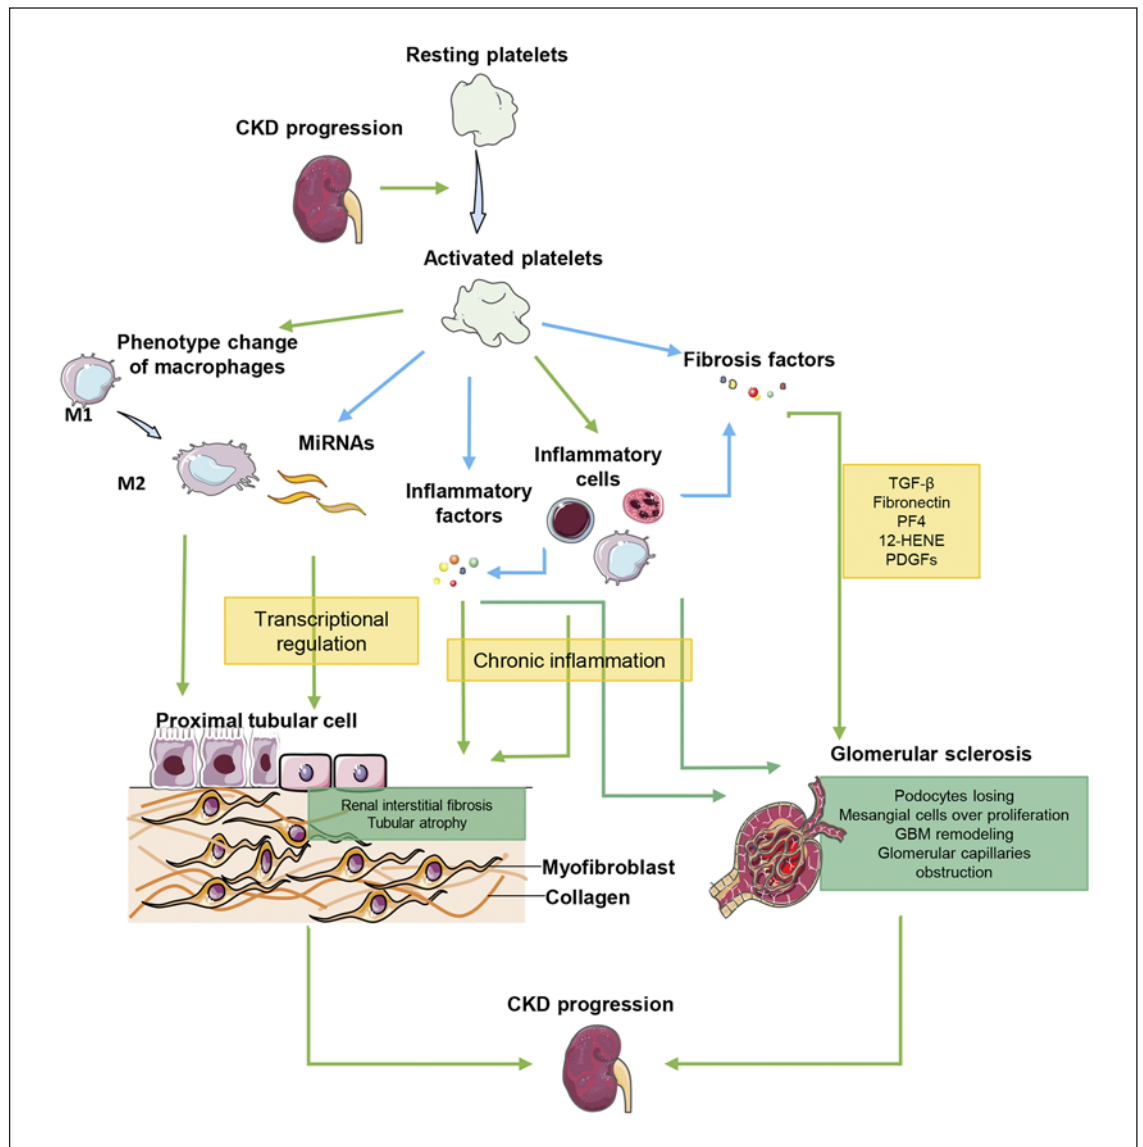 Resting platelets
CKD progression
Activated platelets
Phenotype change
of macrophages
M1
M2
MiRNAs
Inflammatory
factors
Inflammatory
cells
Fibrosis factors
TGF-β
Fibronectin
PF4
12-HENE
PDGFs
Transcriptional
regulation
Chronic inflammation
Proximal tubular cell
Renal interstitial fibrosis
Tubular atrophy
Myofibroblast
Collagen
Glomerular sclerosis
Podocytes losing
Mesangial cells over proliferation
GBM remodeling
Glomerular capillaries
obstruction
CKD progression